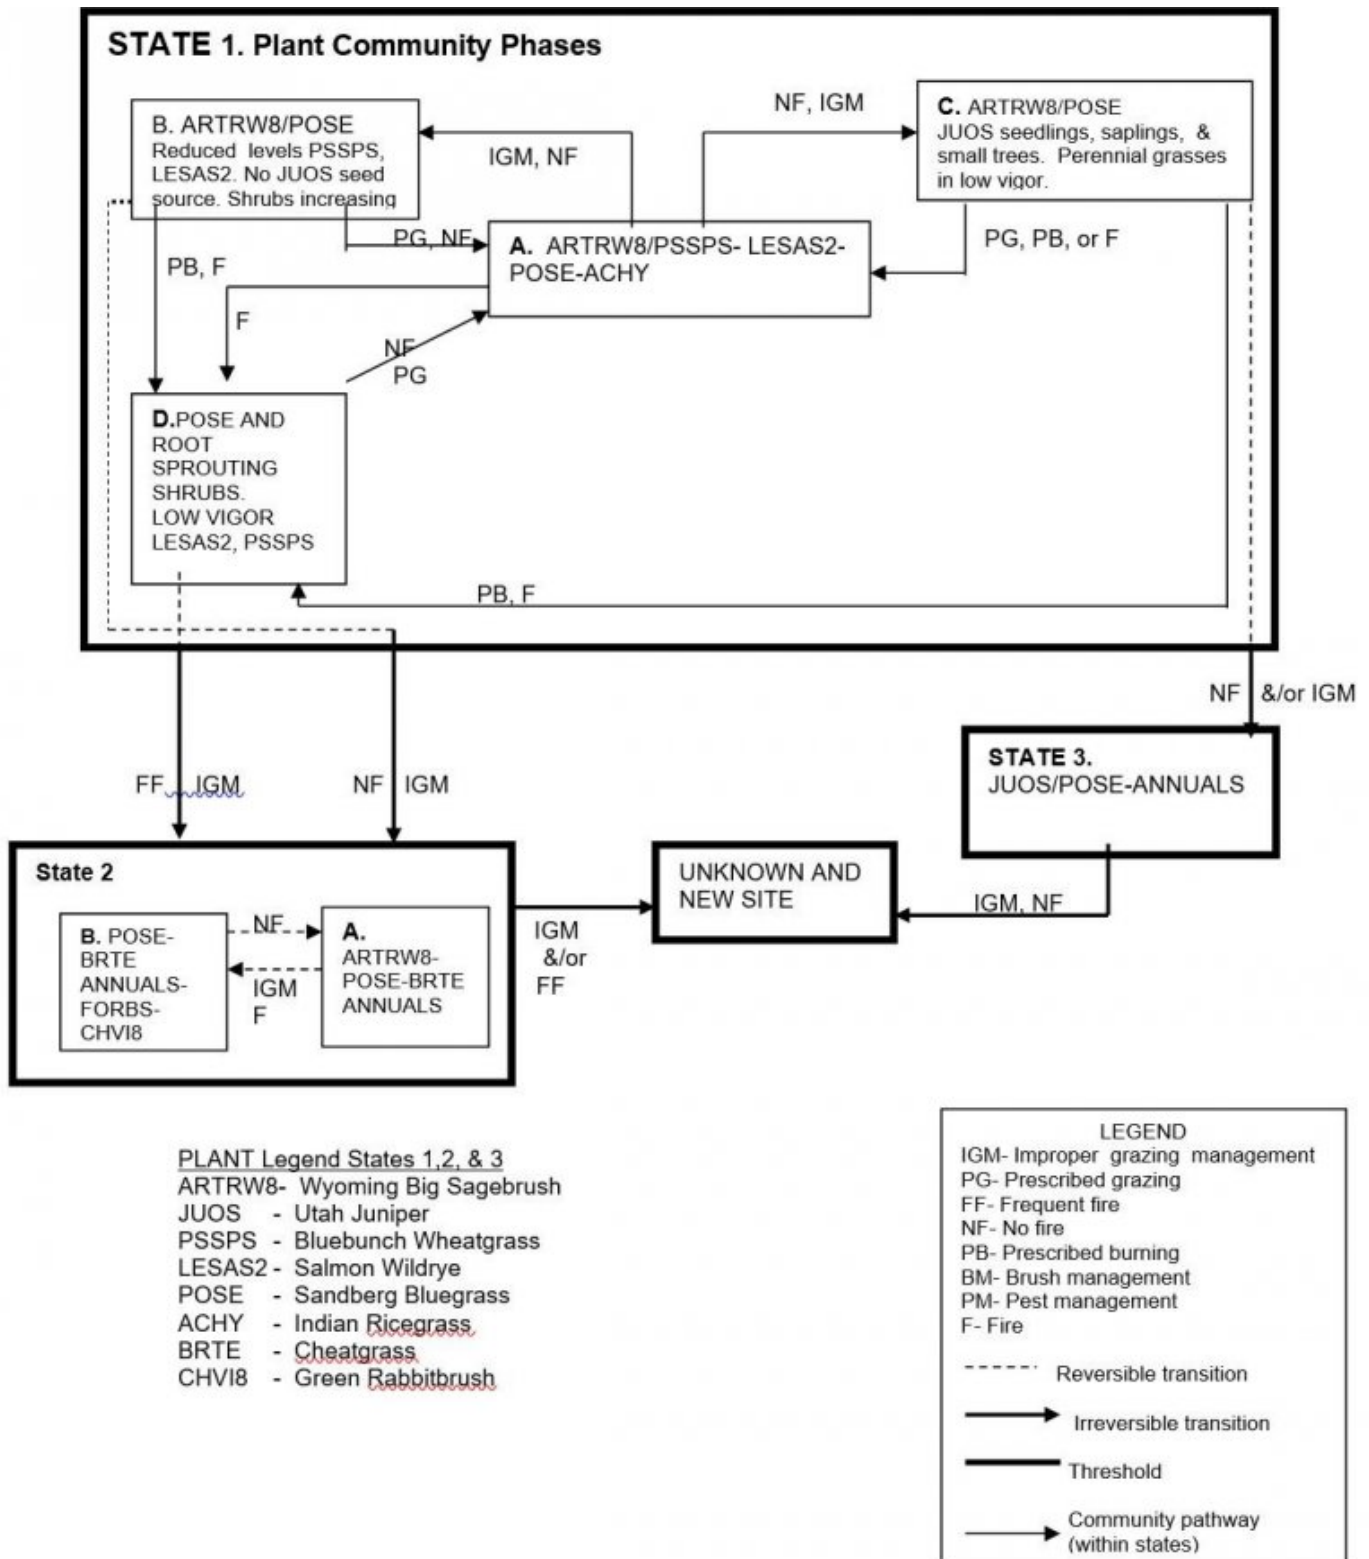 STATE 1. Plant Community Phases
B. ARTRW8/POSE
Reduced levels PSSPS,
LESAS2. No JUOS seed
source. Shrubs increasing
IGM, NF
NF, IGM
C. ARTRW8/POSE
JUOS seedlings, saplings, &
small trees. Perennial grasses
in low vigor.
PG, NF
A. ARTRW8/PSSPS- LESAS2-
POSE-ACHY
PG, PB, or F
PB, F
F
NF
PG
D.POSE AND
ROOT
SPROUTING
SHRUBS.
LOW VIGOR
LESAS2, PSSPS
PB, F
NF &/or IGM
FF IGM
NF IGM
STATE 3.
JUOS/POSE-ANNUALS
State 2
B. POSE-
BRTE
ANNUALS-
FORBS-
CHVI8
NF
IGM
F
A.
ARTRW8-
POSE-BRTE
ANNUALS
IGM
&/or
FF
UNKNOWN AND
NEW SITE
IGM, NF
PLANT Legend States 1,2, & 3
ARTRW8- Wyoming Big Sagebrush
JUOS - Utah Juniper
PSSPS - Bluebunch Wheatgrass
LESAS2 - Salmon Wildrye
POSE - Sandberg Bluegrass
ACHY - Indian Ricegrass
BRTE - Cheatgrass
CHVI8 - Green Rabbitbrush
LEGEND
IGM- Improper grazing management
PG- Prescribed grazing
FF- Frequent fire
NF- No fire
PB- Prescribed burning
BM- Brush management
PM- Pest management
F- Fire
Reversible transition
Irreversible transition
Threshold
Community pathway
(within states)